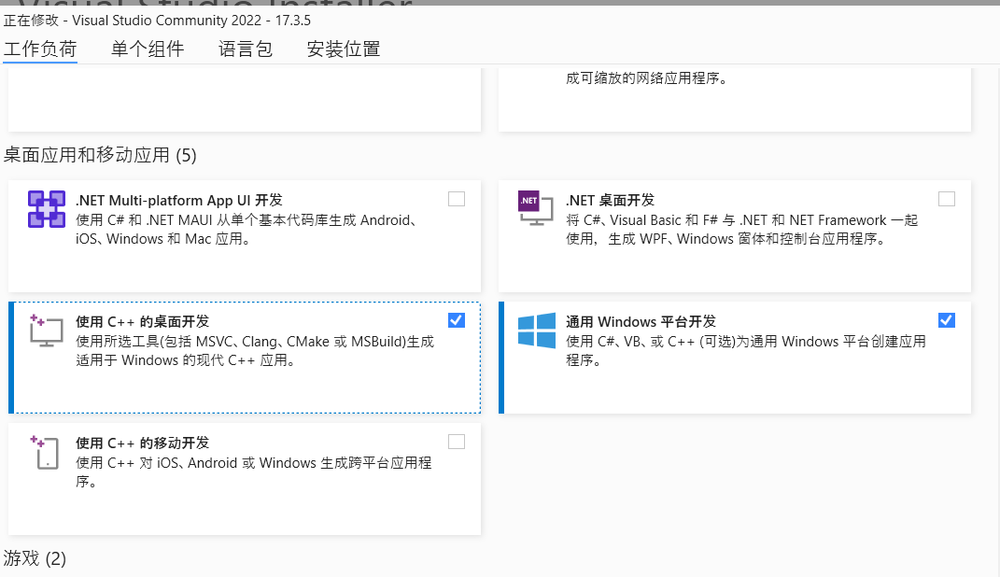 Visual Studio Installer
正在修改 - Visual Studio Community 2022 - 17.3.5
工作负荷 单个组件 语言包 安装位置
成可缩放的网络应用程序。
桌面应用和移动应用 (5)
.NET Multi-platform App UI 开发
使用 C# 和 .NET MAUI 从单个基本代码库生成 Android、
iOS、Windows 和 Mac 应用。
.NET
.NET 桌面开发
将 C#、Visual Basic 和 F# 与 .NET 和 NET Framework 一起
使用，生成 WPF、Windows 窗体和控制台应用程序。
使用 C++ 的桌面开发
使用所选工具(包括 MSVC、Clang、CMake 或 MSBuild)生成
适用于 Windows 的现代 C++ 应用。
通用 Windows 平台开发
使用 C#、VB、或 C++ (可选)为通用 Windows 平台创建应用
程序。
使用 C++ 的移动开发
使用 C++ 对 iOS、Android 或 Windows 生成跨平台应用程
序。
游戏 (2)